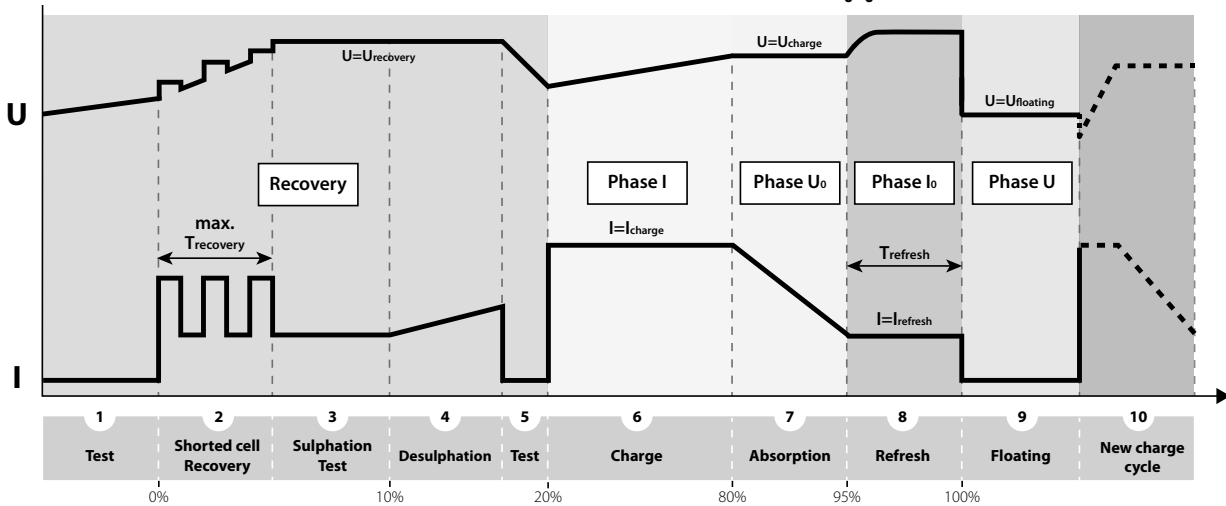 U=Urecovery
U=Ucharge
U=Ufloating
U
Recovery
Phase I
Phase U0
Phase I0
Phase U
max.
Trecovery
I=Icharge
Trefresh
I=Irefresh
I
1
2
3
4
5
6
7
8
9
10
Test
Shorted cell
Recovery
Sulphation
Test
Desulphation
Test
Charge
Absorption
Refresh
Floating
New charge
cycle
0%
10%
20%
80%
95%
100%